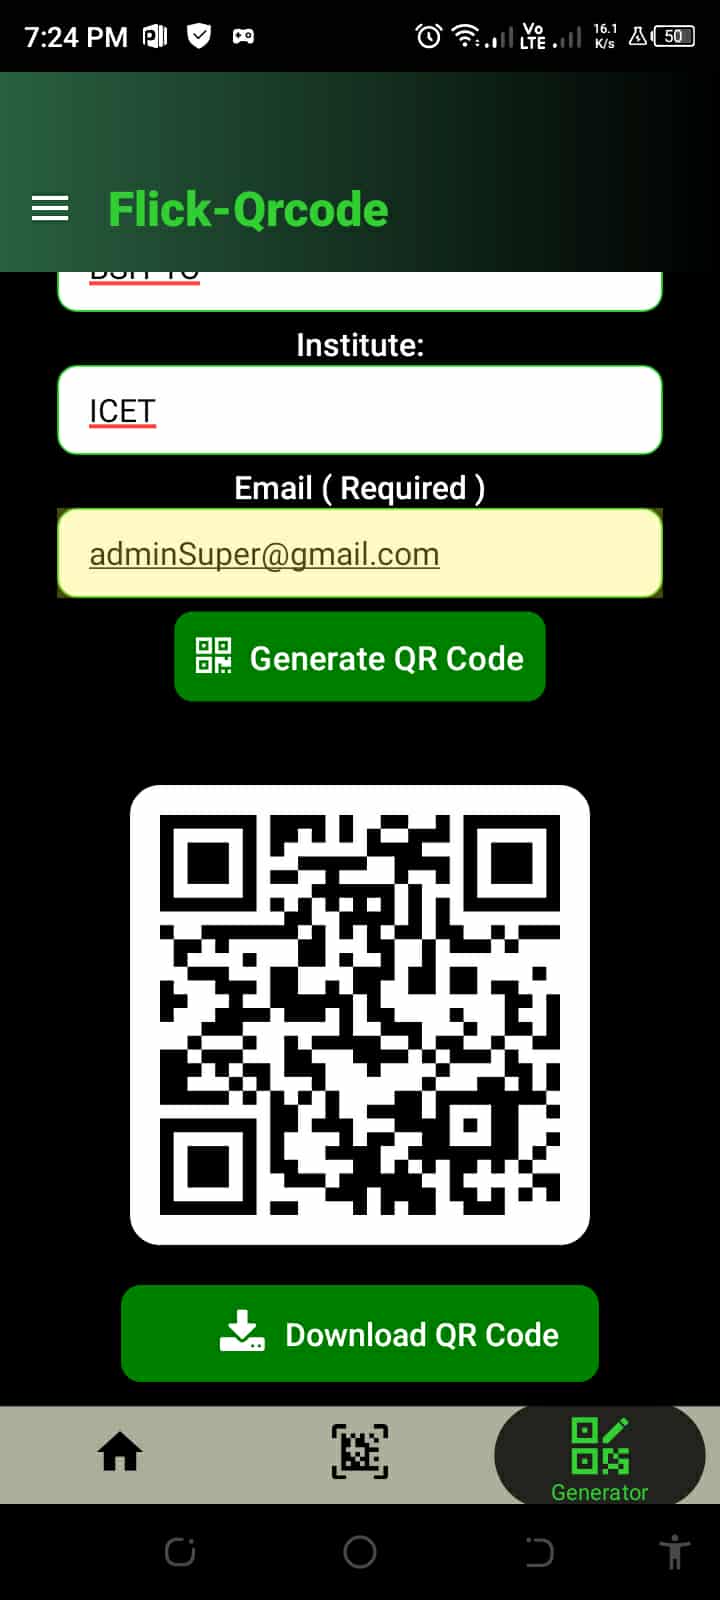 7:24 PM
Vo LTE
16.1 K/s
50
Flick-Qrcode
Institute:
ICET
Email ( Required )
adminSuper@gmail.com
Generate QR Code
Download QR Code
Generator